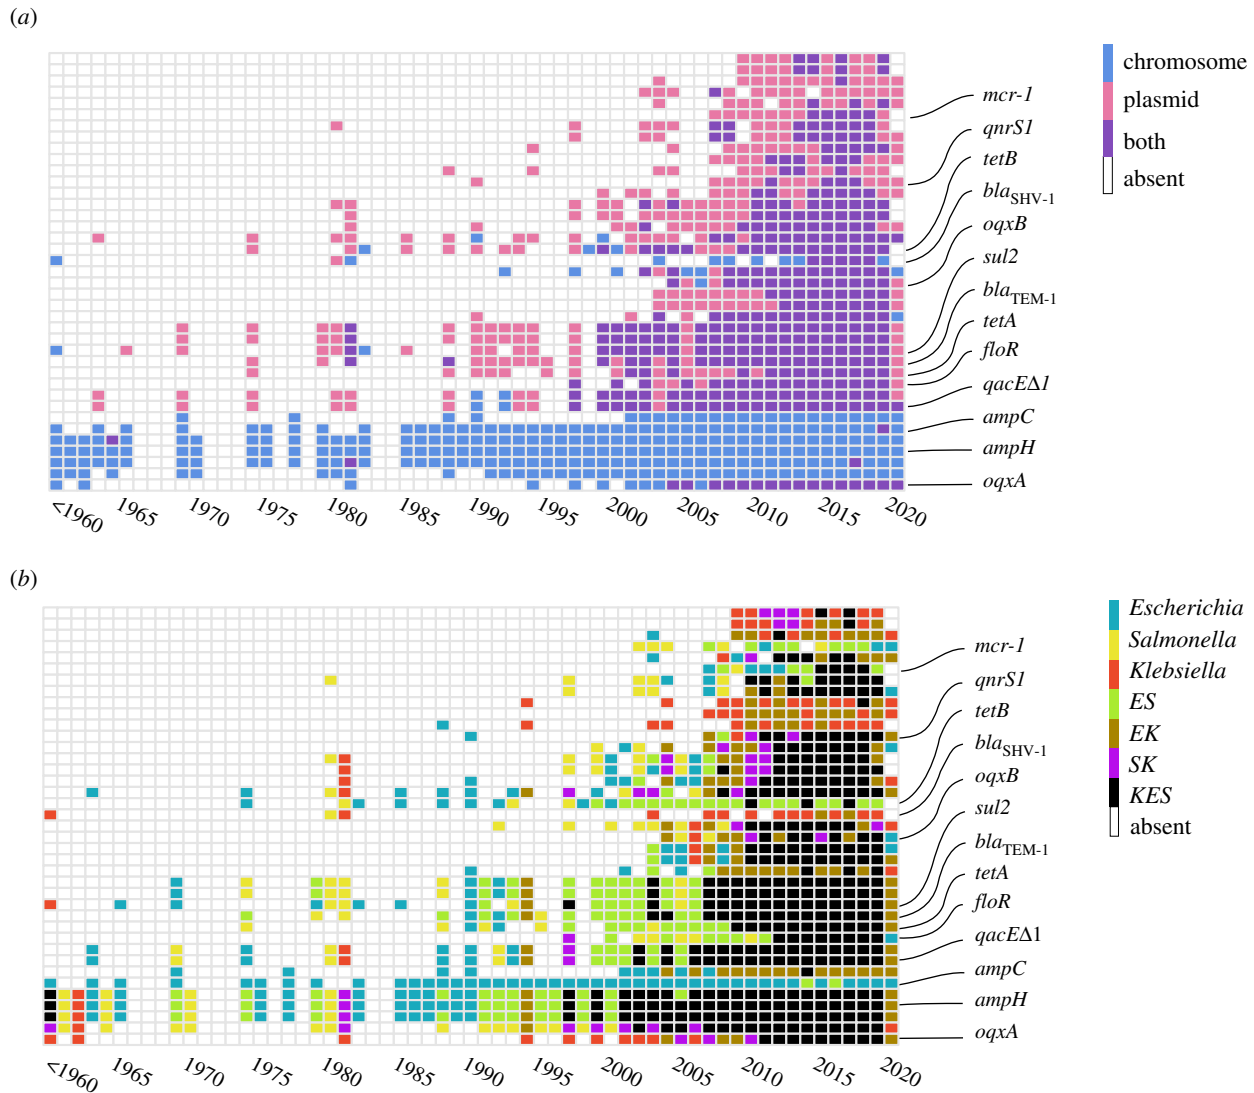 (a)
chromosome
plasmid
both
absent
mcr-1
qnrS1
tetB
blaSHV-1
oqxB
sul2
blaTEM-1
tetA
floR
qacEΔ1
ampC
ampH
oqxA
<1960 1965 1970 1975 1980 1985 1990 1995 2000 2005 2010 2015 2020
(b)
Escherichia
Salmonella
Klebsiella
ES
EK
SK
KES
absent
mcr-1
qnrS1
tetB
blaSHV-1
oqxB
sul2
blaTEM-1
tetA
floR
qacEΔ1
ampC
ampH
oqxA
<1960 1965 1970 1975 1980 1985 1990 1995 2000 2005 2010 2015 2020